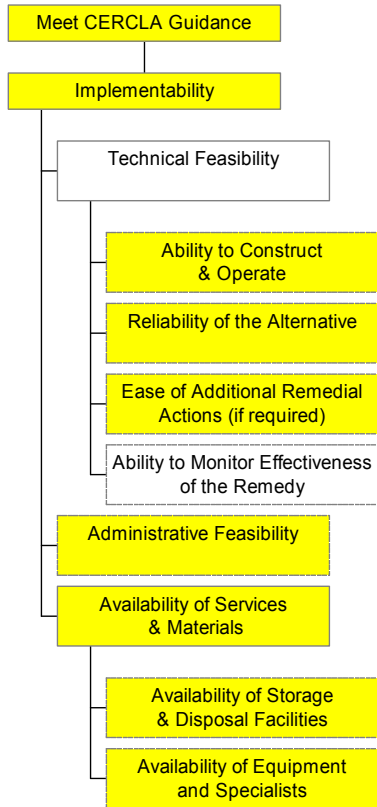 Meet CERCLA Guidance
Implementability
Technical Feasibility
Ability to Construct
& Operate
Reliability of the Alternative
Ease of Additional Remedial
Actions (if required)
Ability to Monitor Effectiveness
of the Remedy
Administrative Feasibility
Availability of Services
& Materials
Availability of Storage
& Disposal Facilities
Availability of Equipment
and Specialists